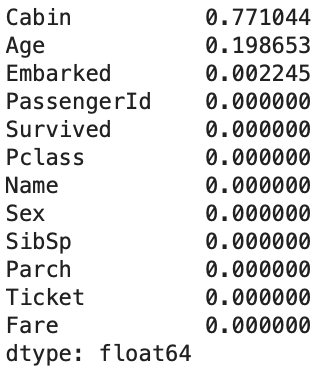 Cabin 0.771044
Age 0.198653
Embarked 0.002245
PassengerId 0.000000
Survived 0.000000
Pclass 0.000000
Name 0.000000
Sex 0.000000
SibSp 0.000000
Parch 0.000000
Ticket 0.000000
Fare 0.000000
dtype: float64